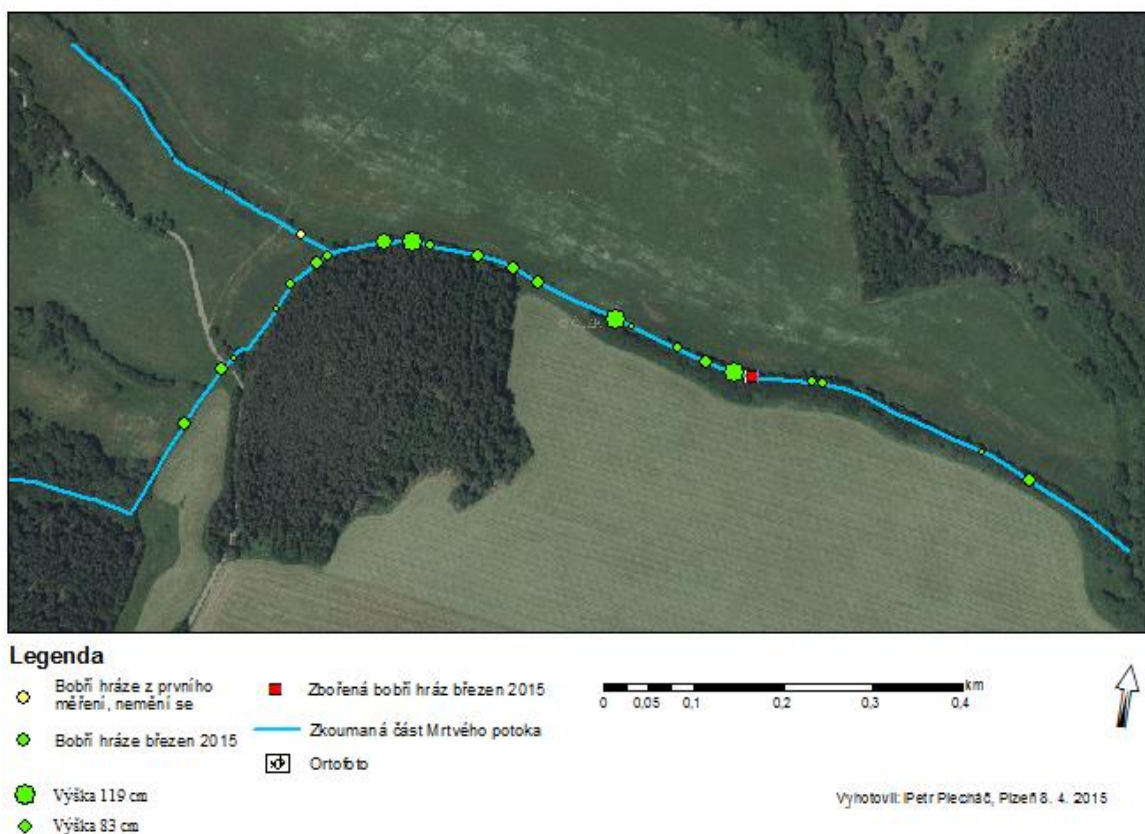 Legenda
Bobří hráze z prvního
měření, nemění se
Bobří hráze březen 2015
Výška 119 cm
Výška 83 cm
Zbořená bobří hráz březen 2015
Zkoumaná část Mrtvého potoka
Ortofoto
km
0 0,05 0,1 0,2 0,3 0,4
Vyhotovil: Petr Plecháč, Plzeň 8. 4. 2015